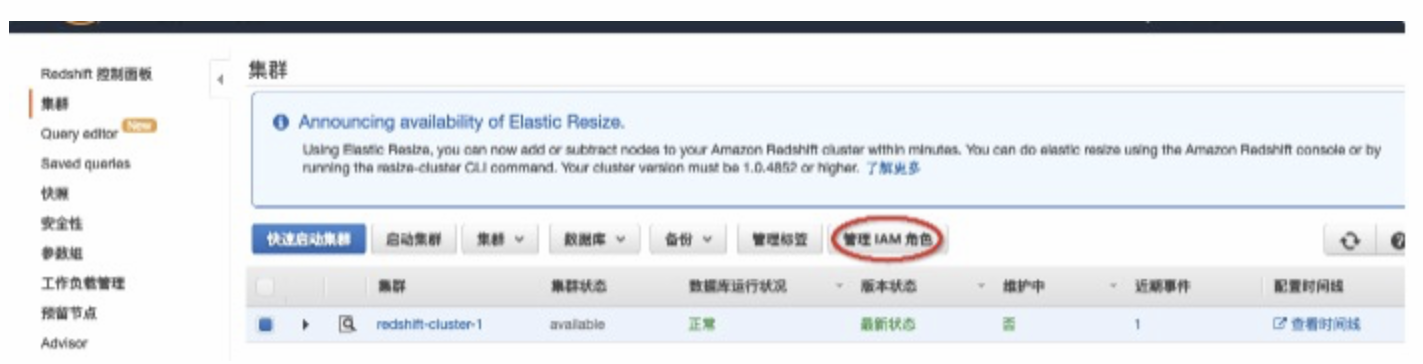 Redshift 控制面板
集群
Query editor New
Saved queries
快照
安全性
参数组
工作负载管理
预留节点
Advisor
集群
Announcing availability of Elastic Resize.
Using Elastic Resize, you can now add or subtract nodes to your Amazon Redshift cluster within minutes. You can do elastic resize using the Amazon Redshift console or by
running the resize-cluster CLI command. Your cluster version must be 1.0.4852 or higher. 了解更多
快速启动集群 启动集群 集群 数据库 备份 管理标签 管理 IAM 角色
集群 集群状态 数据库运行状况 版本状态 维护中 近期事件 配置时间线
redshift-cluster-1 available 正常 最新状态 否 1 查看时间线